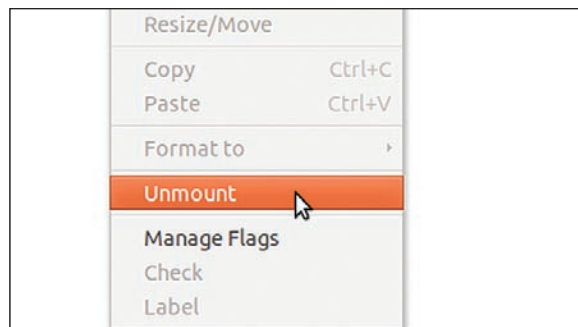 Resize/Move
Copy Ctrl+C
Paste Ctrl+V
Format to
Unmount
Manage Flags
Check
Label